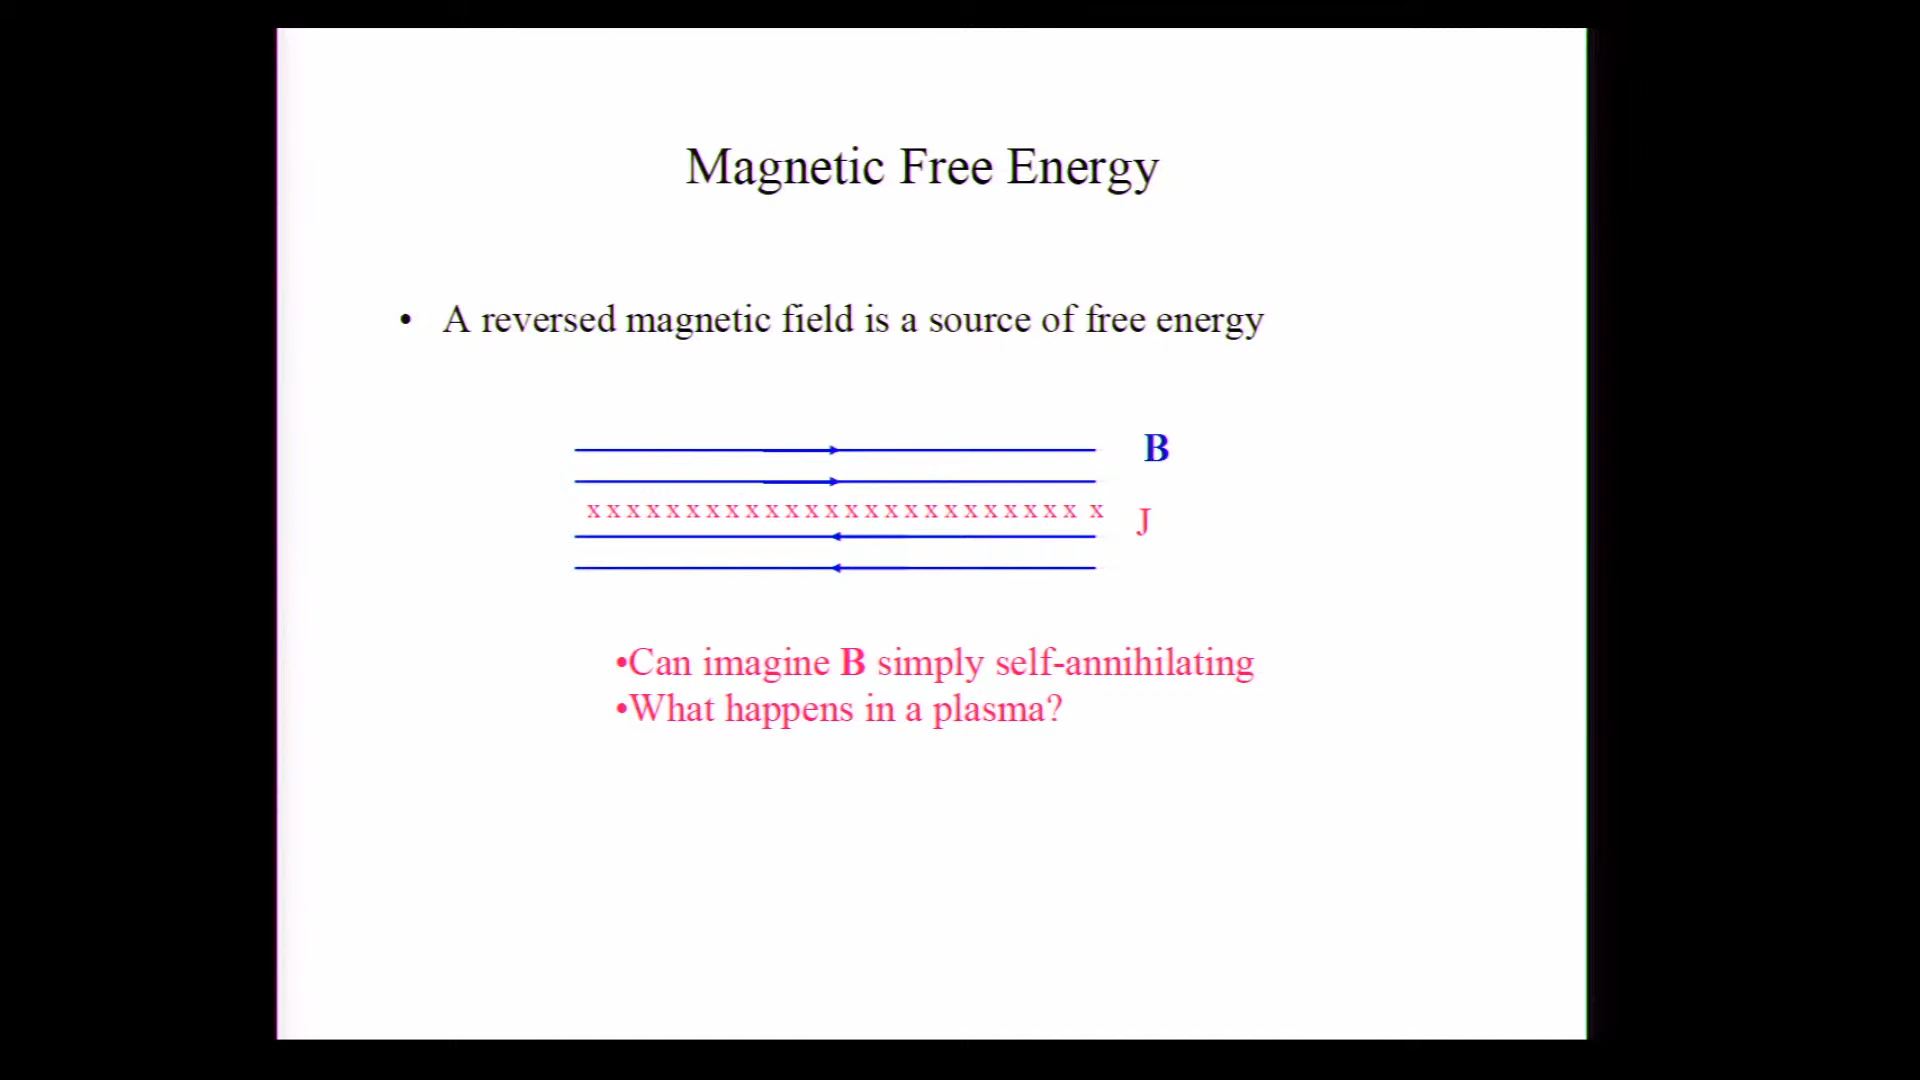 Magnetic Free Energy
• A reversed magnetic field is a source of free energy
B
x x x x x x x x x x x x x x x x x x x x x x x x x x J
•Can imagine B simply self-annihilating
•What happens in a plasma?